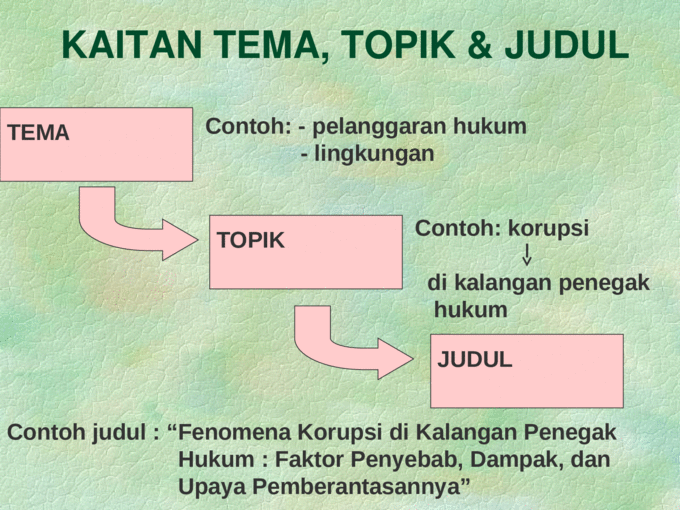 KAITAN TEMA, TOPIK & JUDUL
TEMA
Contoh: - pelanggaran hukum
- lingkungan
TOPIK
Contoh: korupsi
di kalangan penegak
hukum
JUDUL
Contoh judul : “Fenomena Korupsi di Kalangan Penegak
Hukum : Faktor Penyebab, Dampak, dan
Upaya Pemberantasannya”